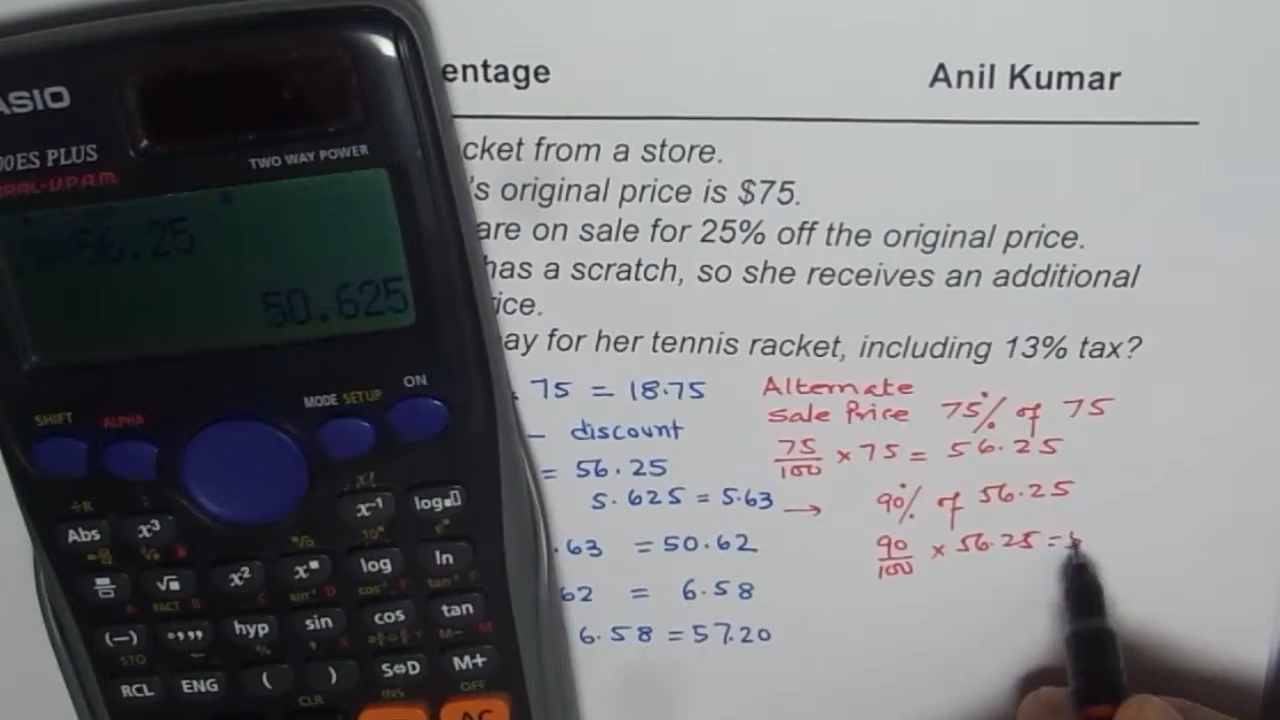 entage Anil Kumar
cket from a store.
's original price is $75.
are on sale for 25% off the original price.
has a scratch, so she receives an additional
ice.
ay for her tennis racket, including 13% tax?
. 75 = 18.75
– discount
= 56.25
5.625 = 5.63 →
.63 = 50.62
62 = 6.58
6.58 = 57.20
Alternate
Sale Price 75% of 75
75/100 × 75 = 56.25
90% of 56.25
90/100 × 56.25 =
ASIO
00ES PLUS
TWO WAY POWER
56.25
50.625
SHIFT ALPHA MODE SETUP ON
Abs x³ x⁻¹ log
√ x² log ln
(−) hyp sin cos tan
RCL ENG ( ) S⇔D M+
STO CLR INS OFF
AC